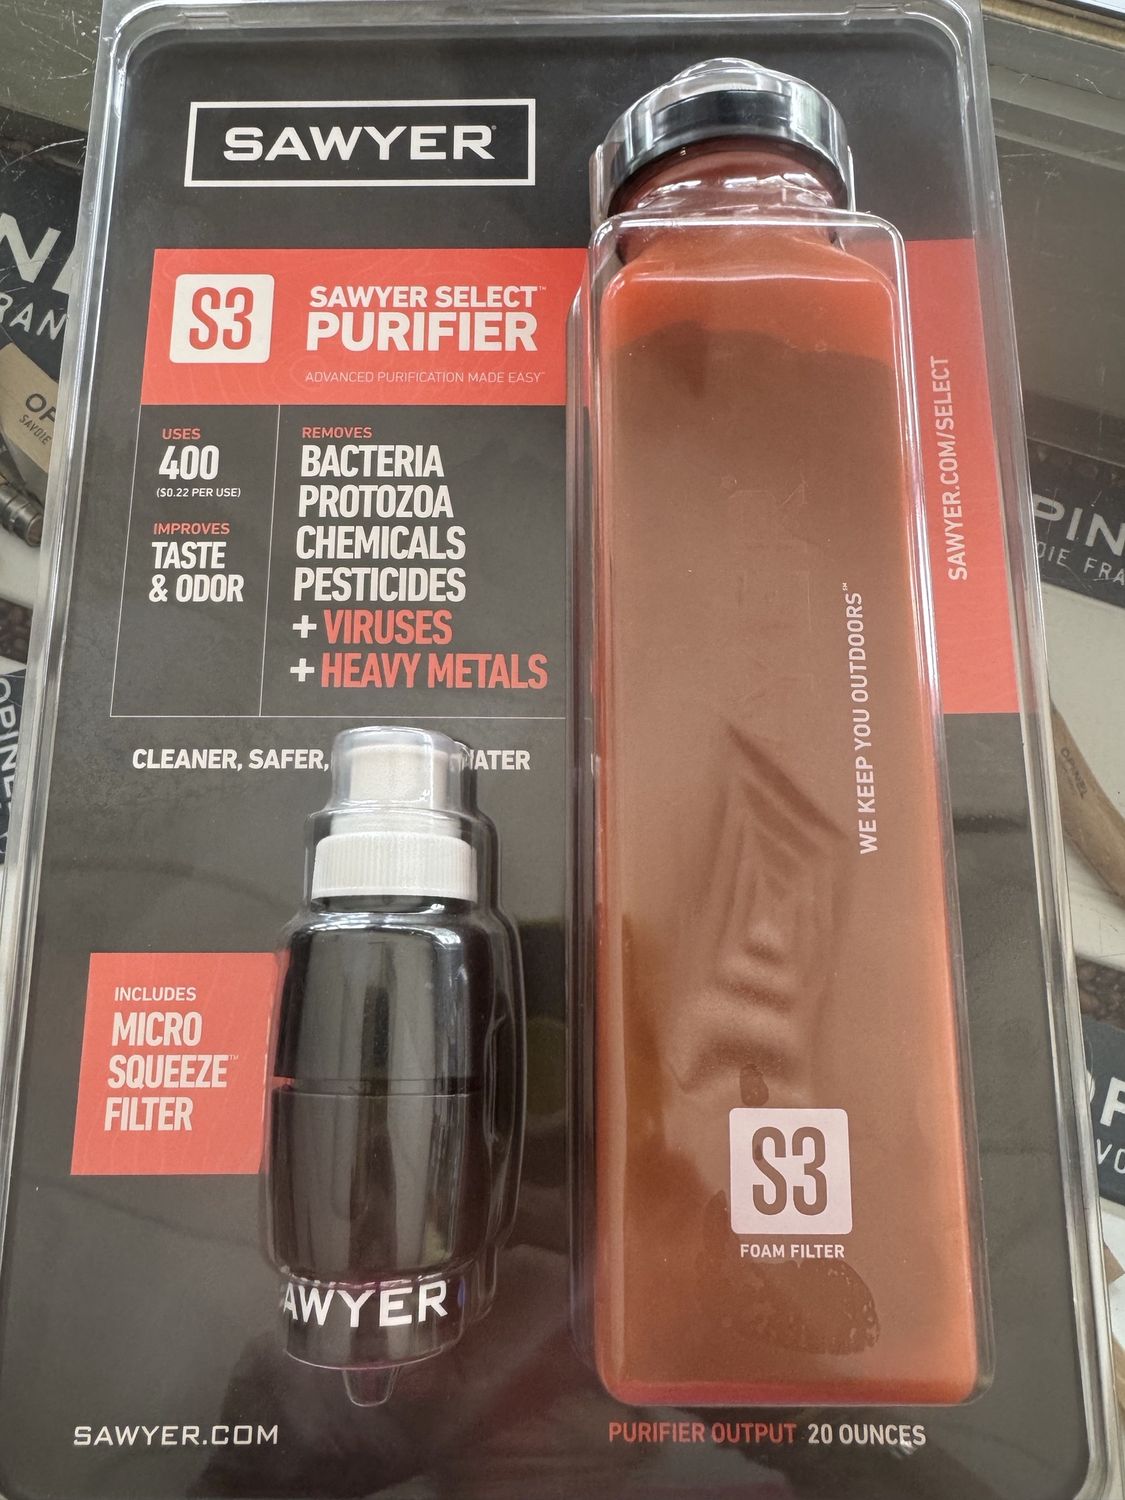 SAWYER
S3
SAWYER SELECT™
PURIFIER
ADVANCED PURIFICATION MADE EASY™
USES
400
($0.22 PER USE)
IMPROVES
TASTE
& ODOR
REMOVES
BACTERIA
PROTOZOA
CHEMICALS
PESTICIDES
+ VIRUSES
+ HEAVY METALS
CLEANER, SAFER,
INCLUDES
MICRO
SQUEEZE™
FILTER
AWYER
SAWYER.COM
SAWYER.COM/SELECT
WE KEEP YOU OUTDOORS℠
S3
FOAM FILTER
PURIFIER OUTPUT 20 OUNCES
OPINEL